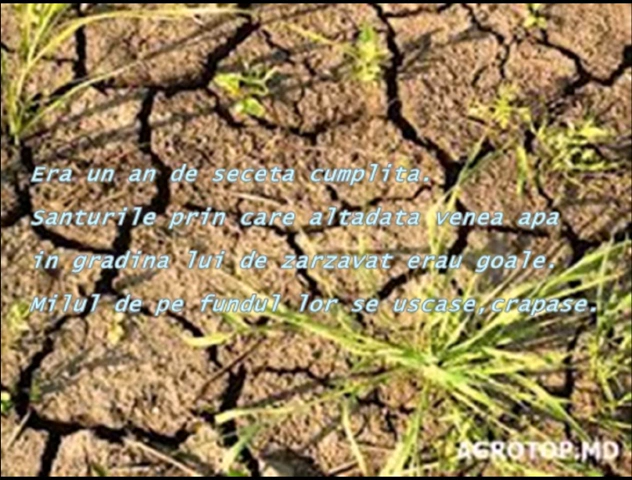 Era un an de seceta cumplita.
Santurile prin care altadata venea apa
in gradina lui de zarzavat erau goale.
Milul de pe fundul lor se uscase,crapase.
AGROTOP.MD